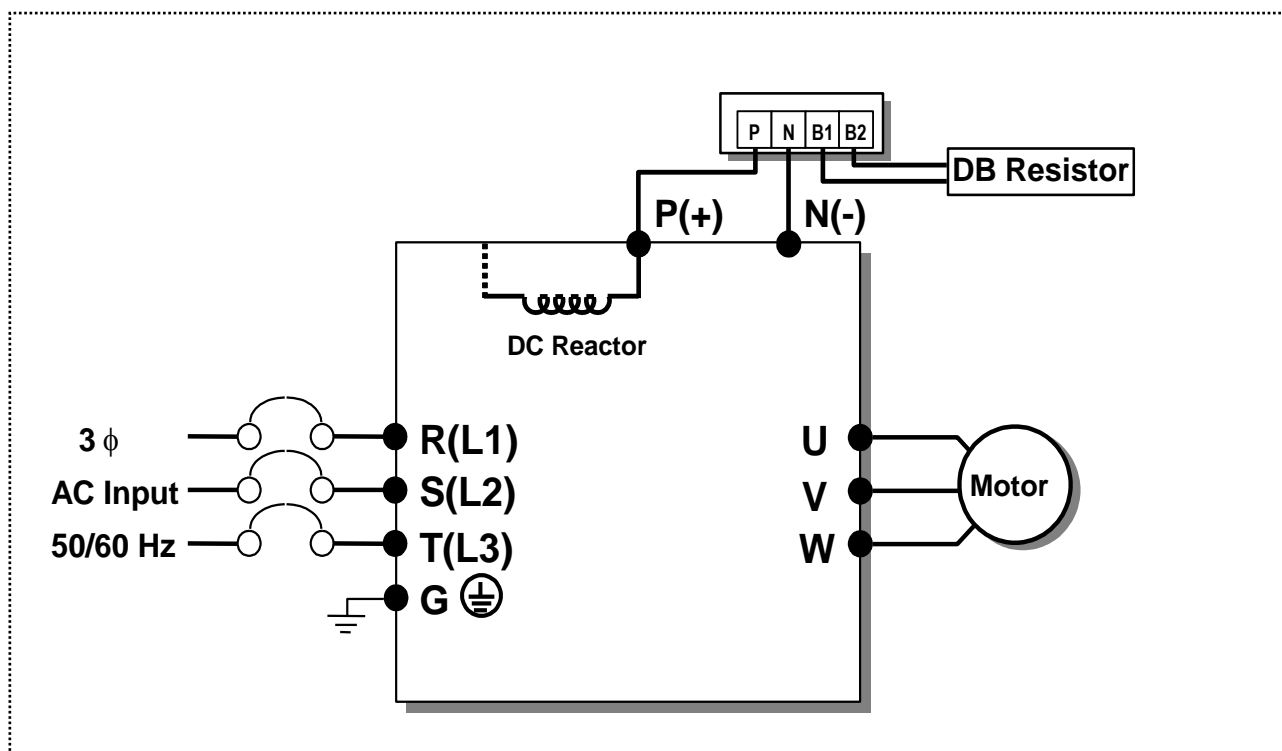 P N B1 B2
DB Resistor
P(+) N(-)
DC Reactor
3 ϕ
R(L1)
U
AC Input
S(L2)
V
Motor
50/60 Hz
T(L3)
W
G